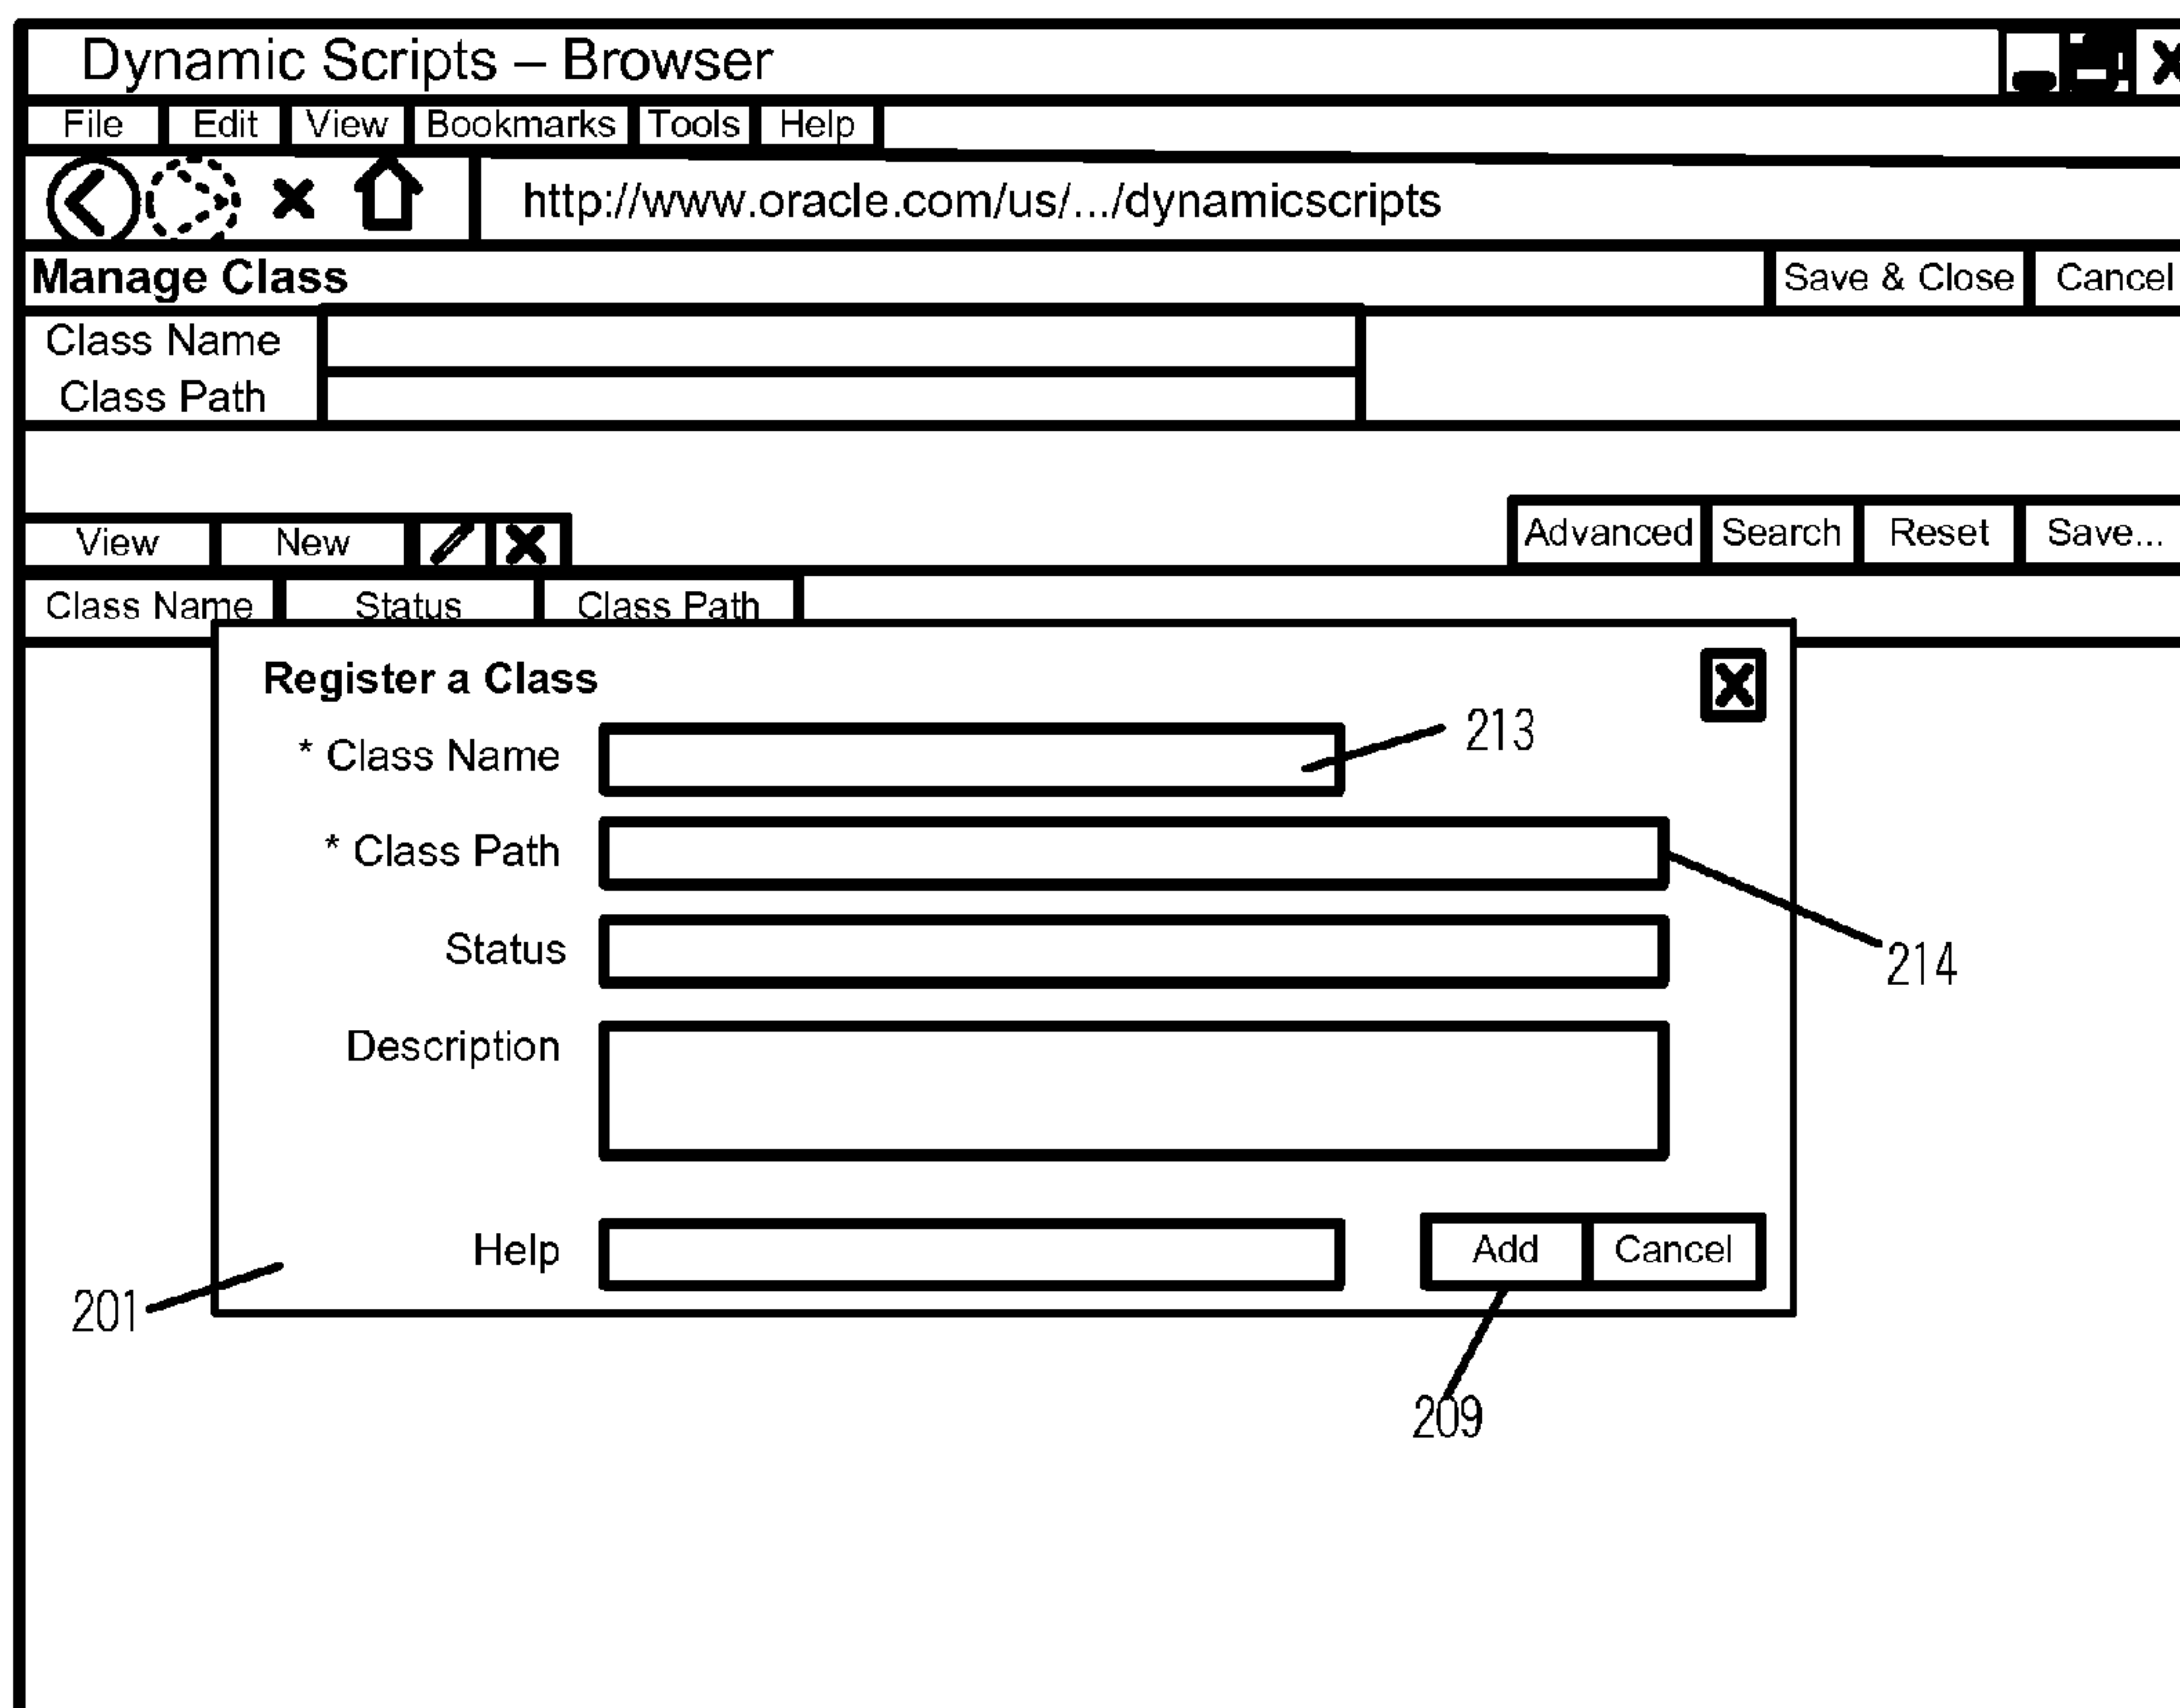 Dynamic Scripts – Browser
File Edit View Bookmarks Tools Help
http://www.oracle.com/us/.../dynamicscripts
Manage Class Save & Close Cancel
Class Name
Class Path
Advanced Search Reset Save...
View New
Class Name Status Class Path
Register a Class
* Class Name 213
* Class Path
Status
214
Description
Help Add Cancel
201
209